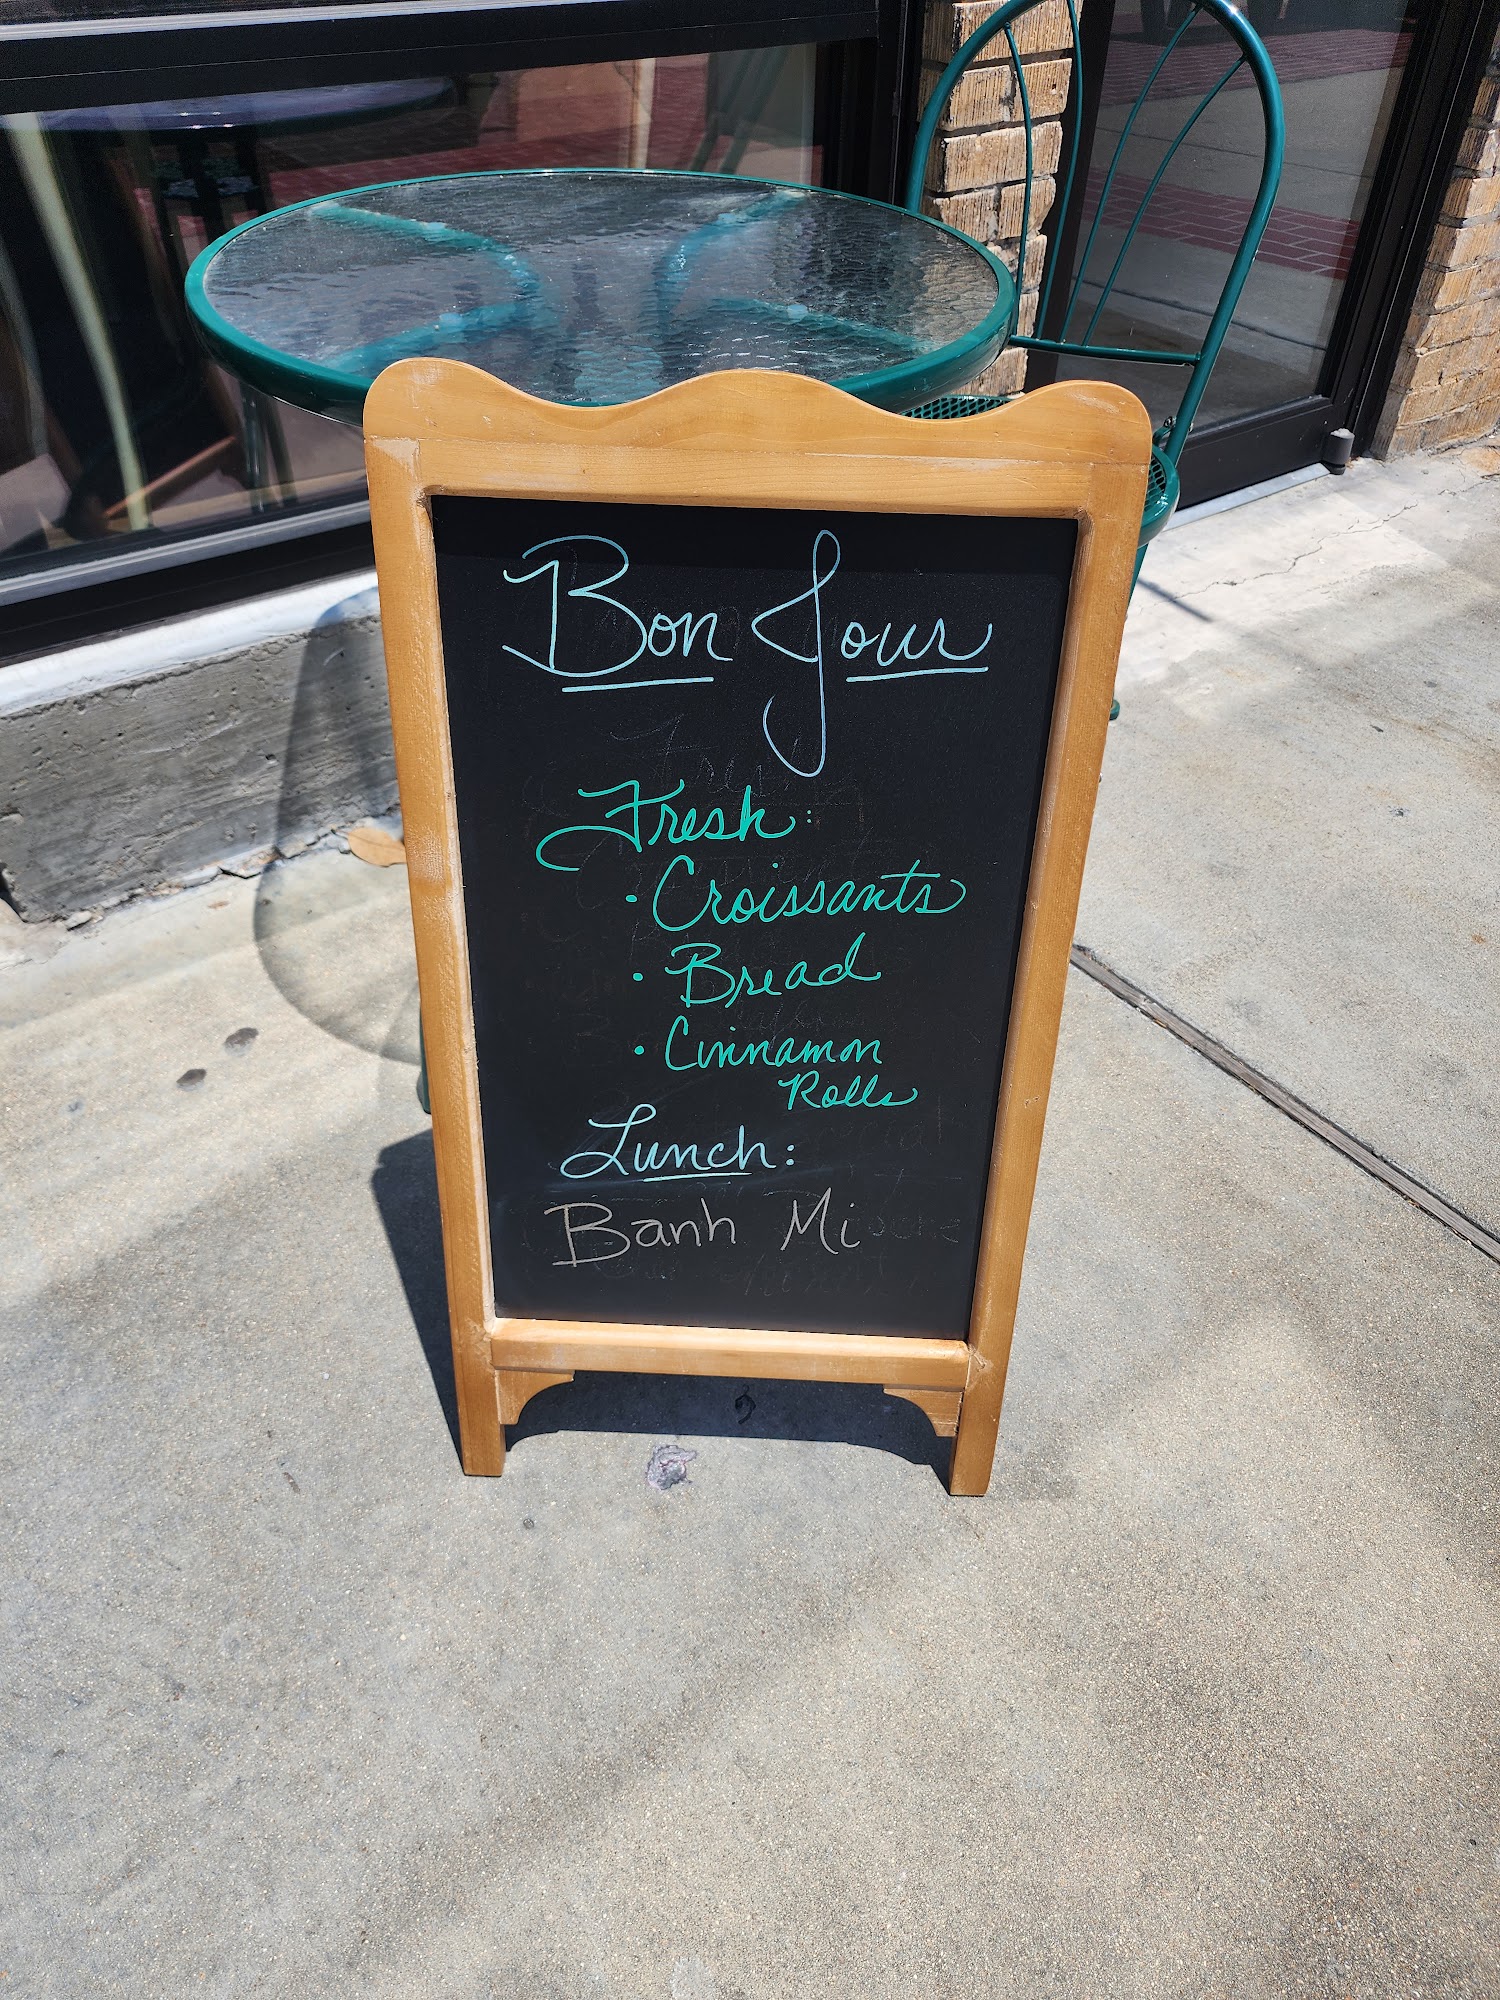 Bon Jour
Fresh:
• Croissants
• Bread
• Cinnamon
Rolls
Lunch:
Banh Mi